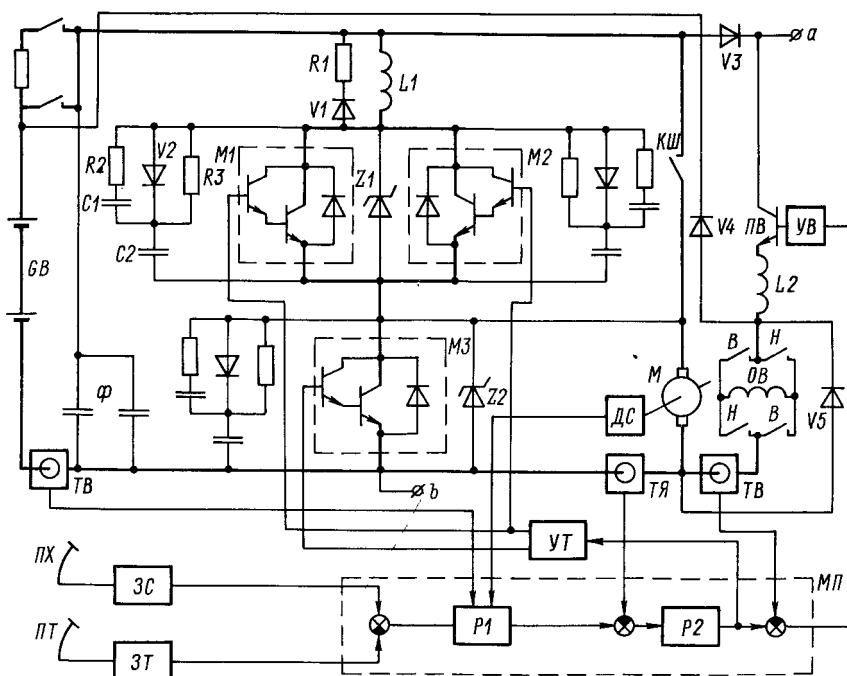 a
R1
L1
V3
M1
M2
КШ
R2
V2
R3
Z1
C1
V4
ПВ
УВ
C2
GB
L2
M3
В
Н
М
ОВ
Ф
Z2
ДС
Н
В
V5
ТВ
b
ТЯ
ТВ
УТ
ПХ
ЗС
МП
Р1
Р2
ПТ
ЗТ
V1